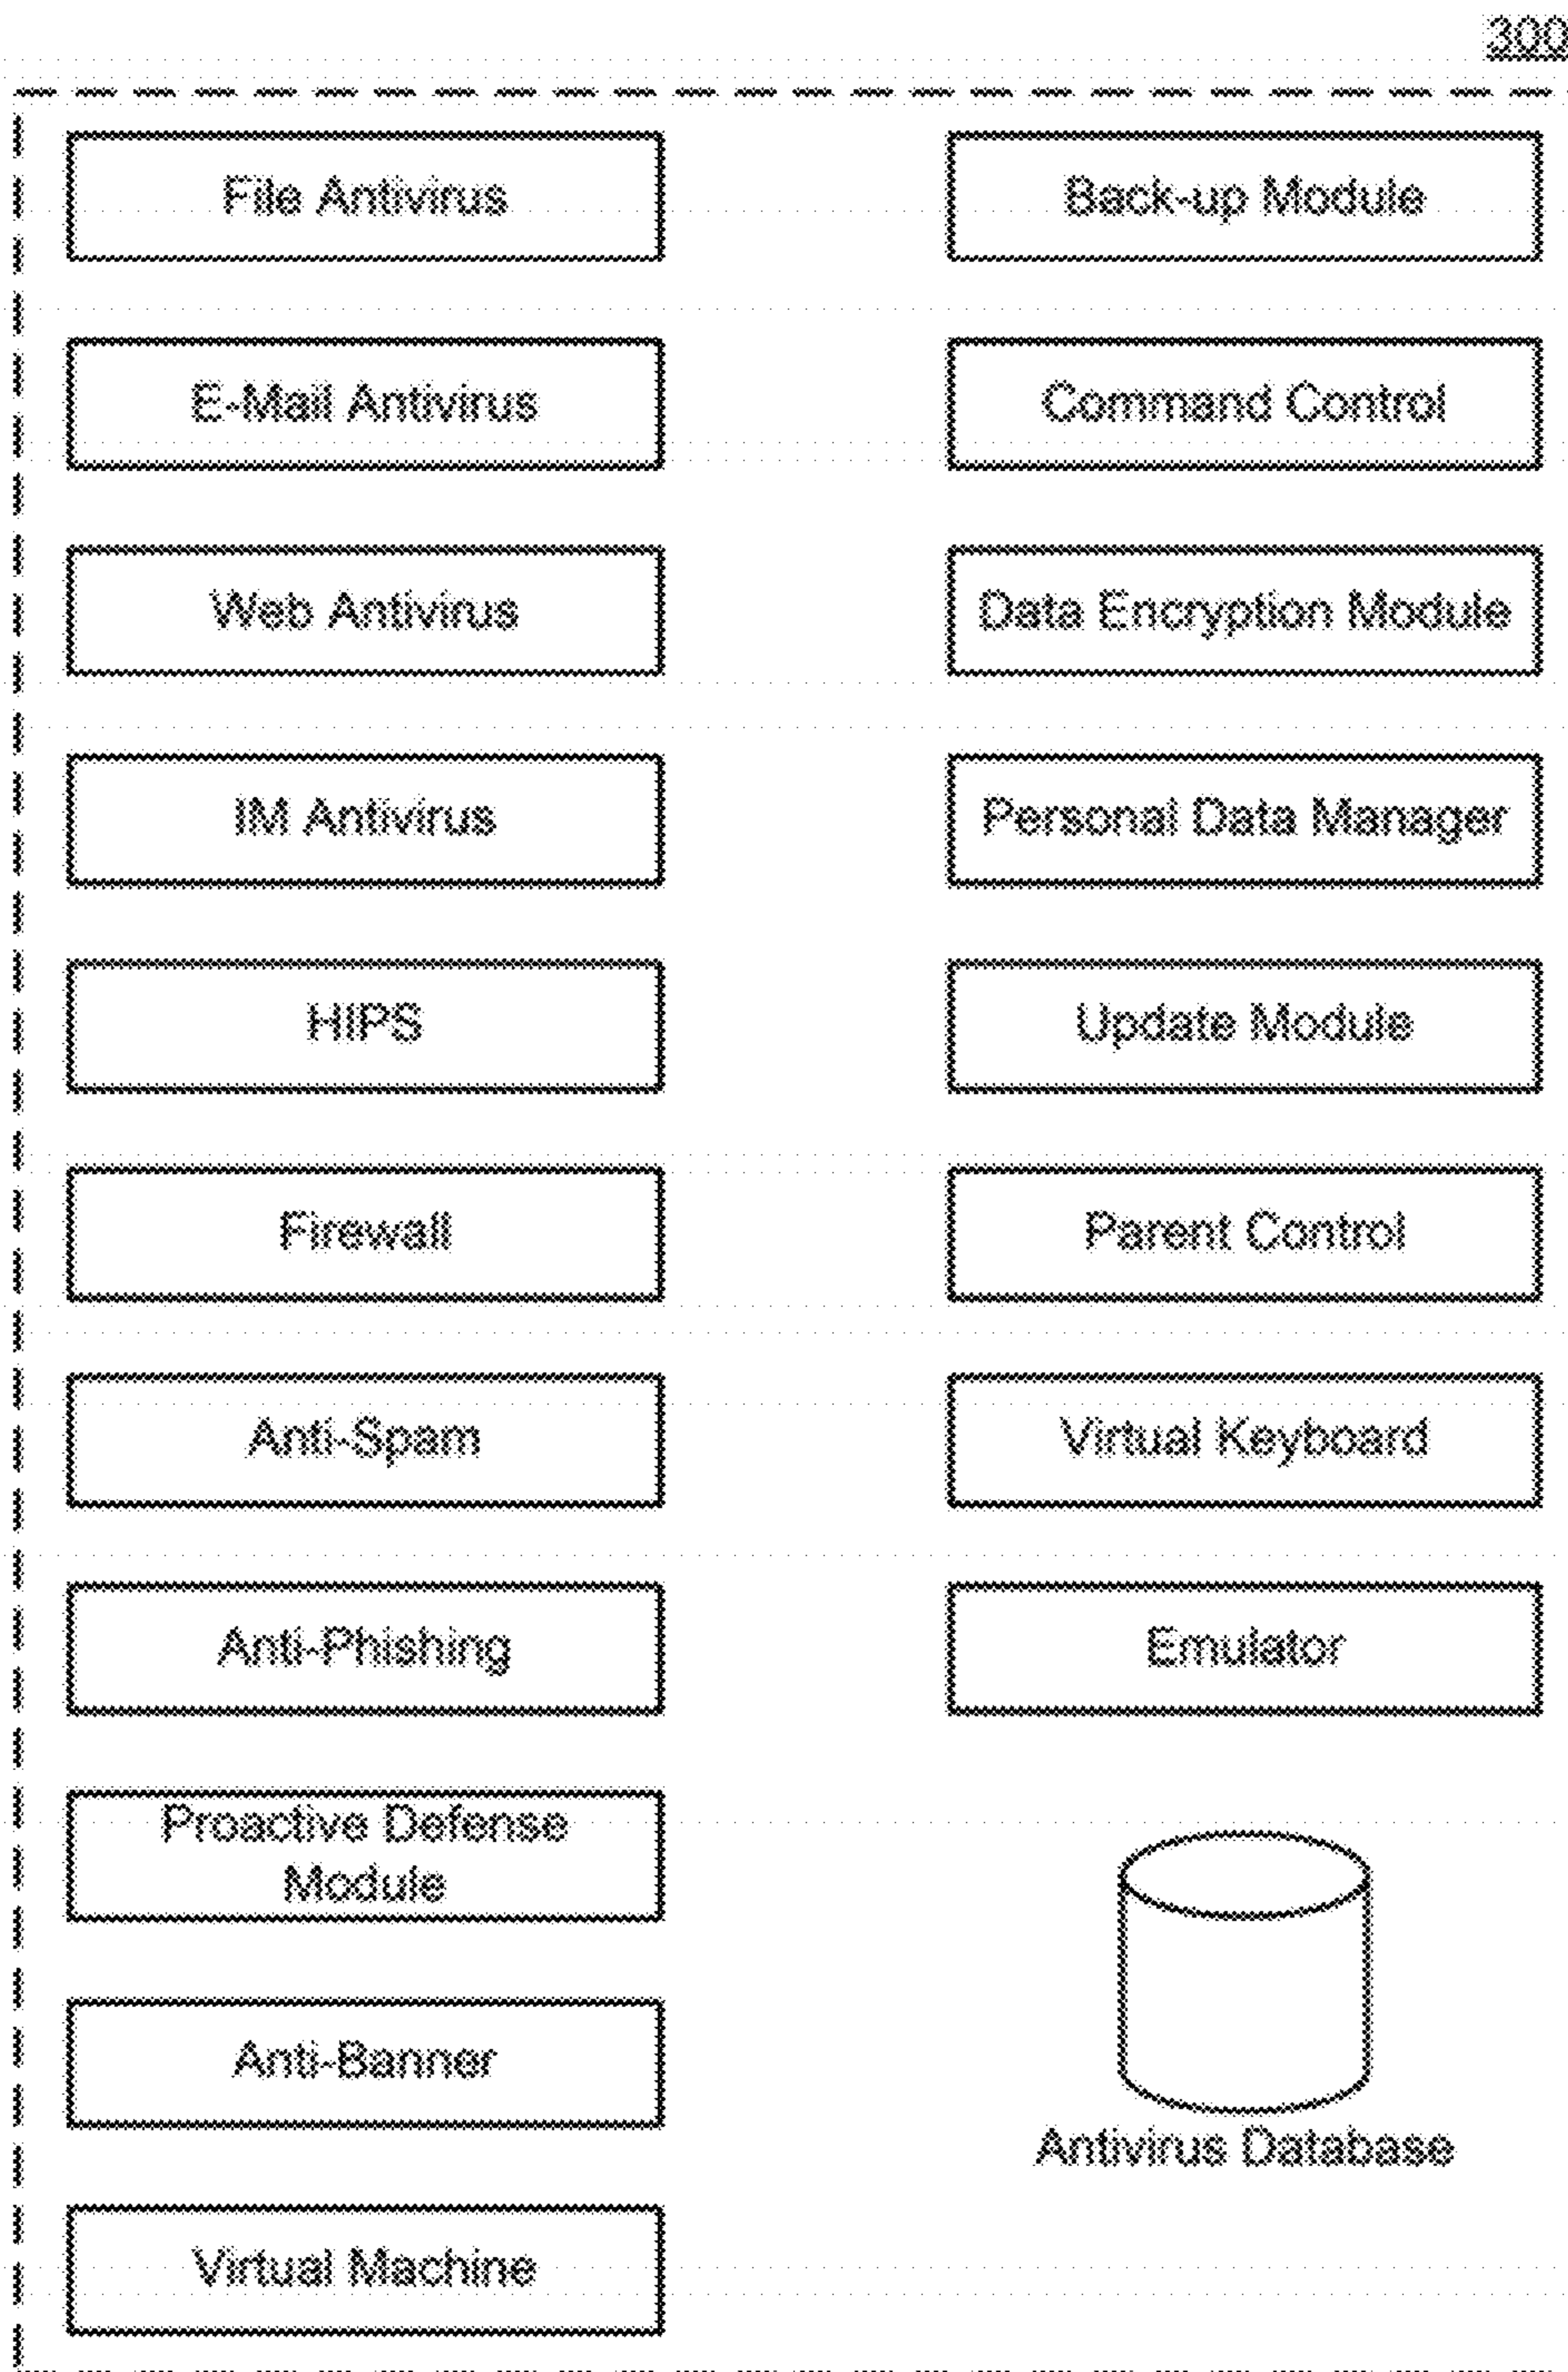 300
File Antivirus
Back-up Module
E-Mail Antivirus
Command Control
Web Antivirus
Data Encryption Module
IM Antivirus
Personal Data Manager
HIPS
Update Module
Firewall
Parent Control
Anti-Spam
Virtual Keyboard
Anti-Phishing
Emulator
Proactive Defense
Module
Anti-Banner
Antivirus Database
Virtual Machine